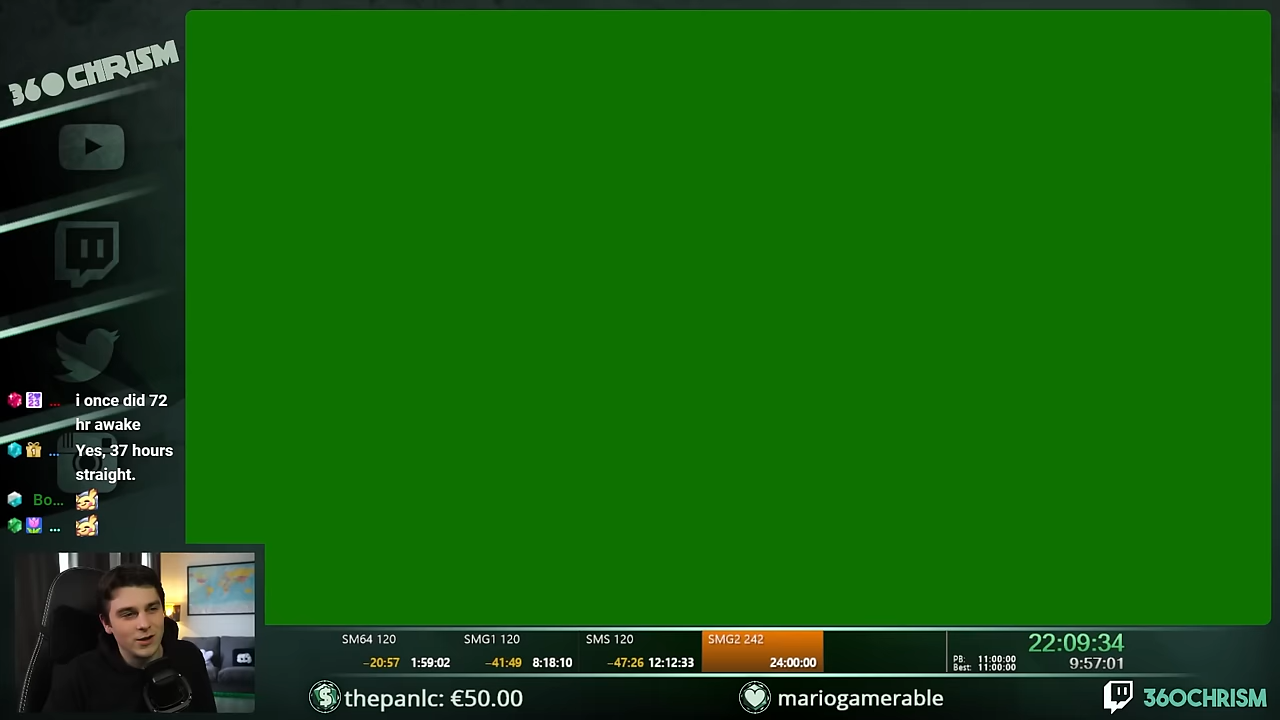 360CHRISM
i once did 72
hr awake
Yes, 37 hours
straight.
Bo...
SM64 120
−20:57 1:59:02
SMG1 120
−41:49 8:18:10
SMS 120
−47:26 12:12:33
SMG2 242
24:00:00
PB: 11:00:00
Best: 11:00:00
22:09:34
9:57:01
thepanlc: €50.00
mariogamerable
360CHRISM